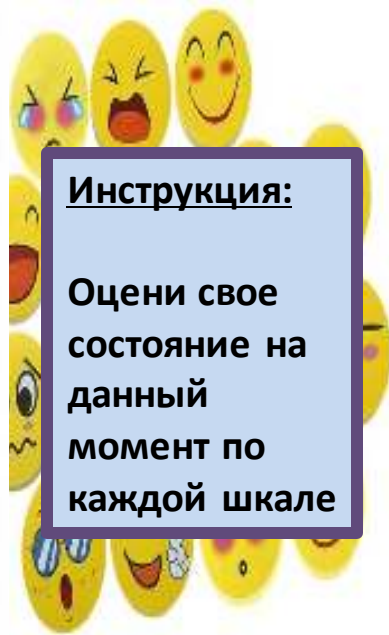 Инструкция:
Оцени свое
состояние на
данный
момент по
каждой шкале